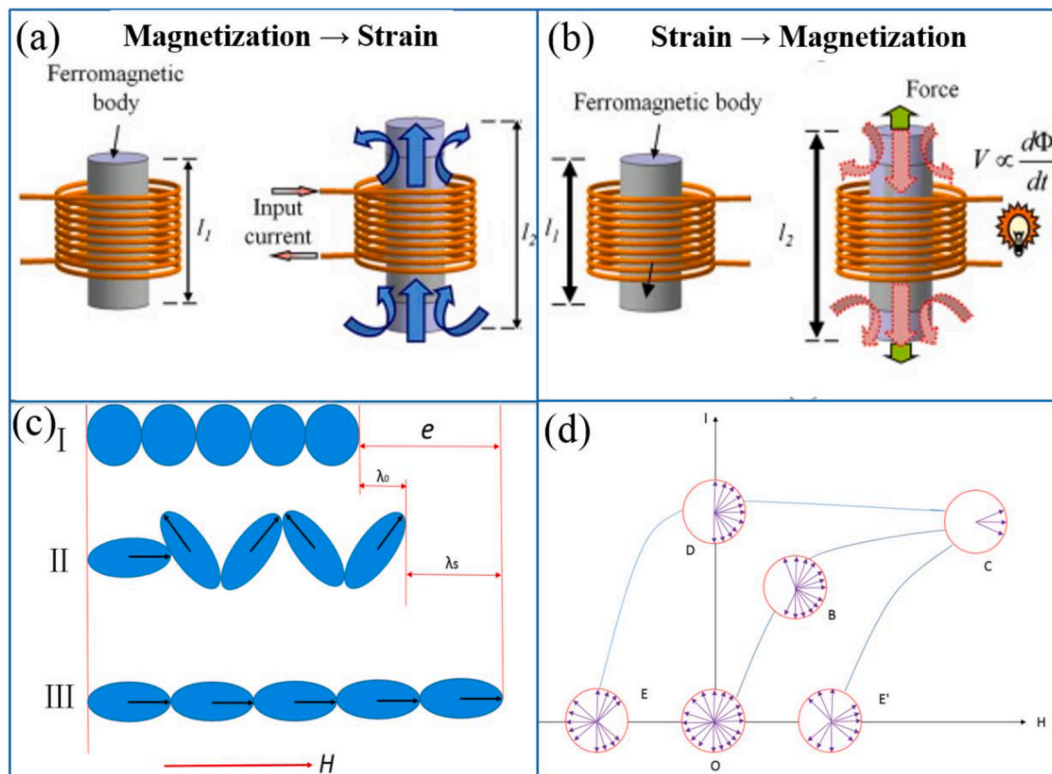 (a) Magnetization → Strain
Ferromagnetic
body
l1
Input
current
l2
(b) Strain → Magnetization
Ferromagnetic body
Force
V ∝ dΦ/dt
l1
l2
(c)
I
e
λ0
II
λs
III
H
(d)
I
D
C
B
E
E'
H
O